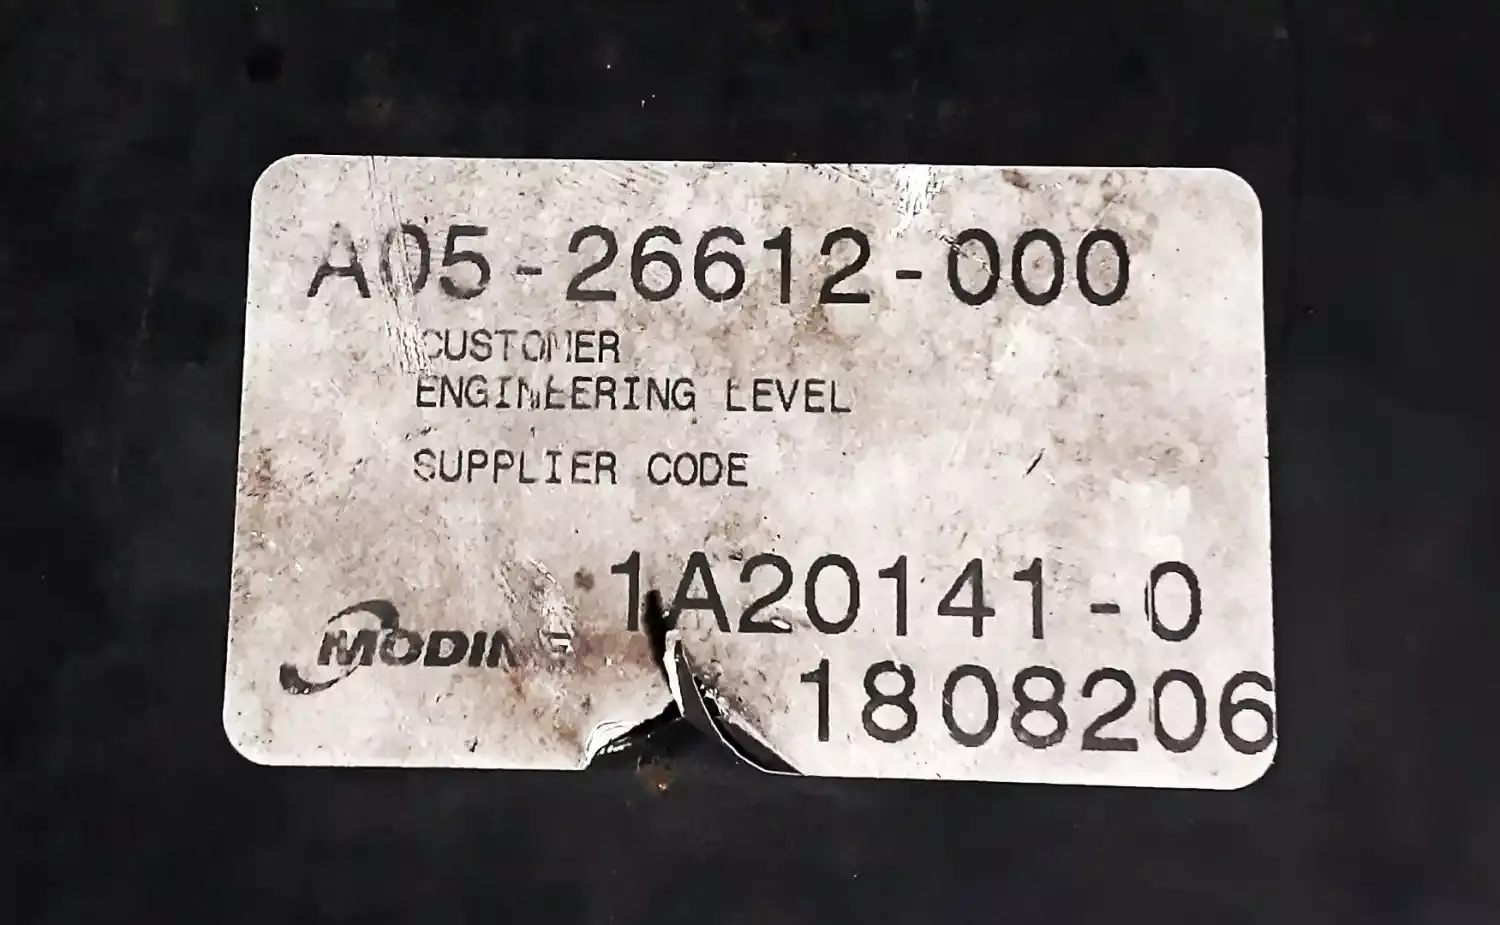 A05-26612-000
CUSTOMER
ENGINEERING LEVEL
SUPPLIER CODE
1A20141-0
MODINE
1808206